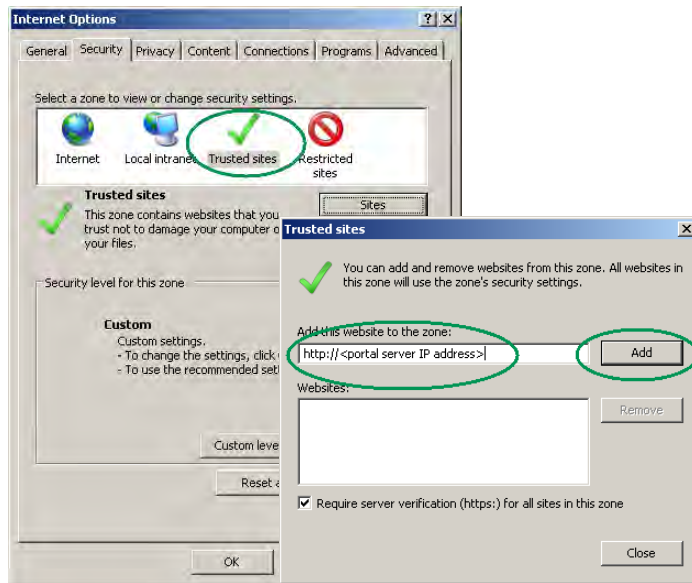 Internet Options
General Security Privacy Content Connections Programs Advanced
Select a zone to view or change security settings.
Internet Local intranet Trusted sites Restricted sites
Trusted sites
This zone contains websites that you
trust not to damage your computer o
your files.
Sites
Security level for this zone
Custom
Custom settings.
- To change the settings, click
- To use the recommended set
Custom leve
Reset
OK
Trusted sites
You can add and remove websites from this zone. All websites in
this zone will use the zone's security settings.
Add this website to the zone:
http://<portal server IP address>
Add
Websites:
Remove
Require server verification (https:) for all sites in this zone
Close